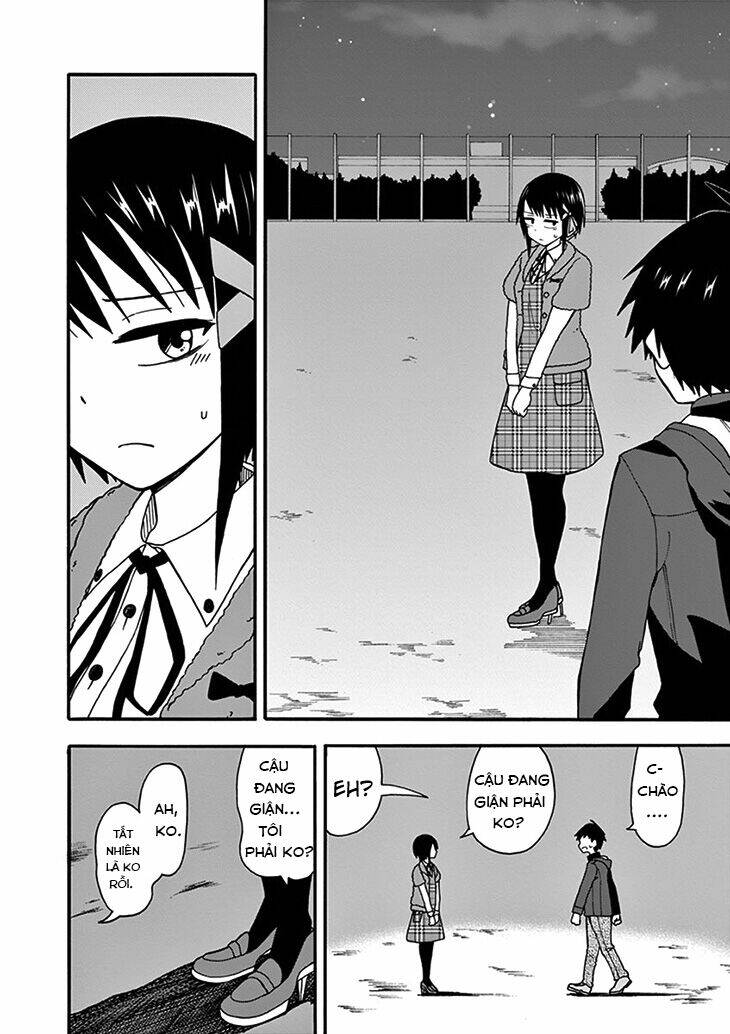 C-
CHÀO
....
CẬU ĐANG
GIẬN PHẢI
KO?
EH?
CẬU
ĐANG
GIẬN...
TÔI
PHẢI KO?
AH,
KO.
TẤT
NHIÊN
LÀ KO
RỒI.